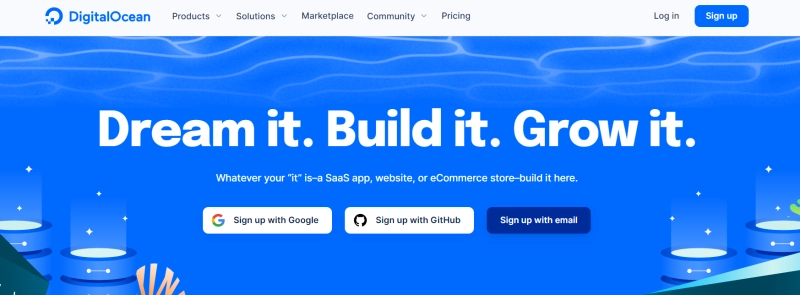 DigitalOcean Products Solutions Marketplace Community Pricing Log in Sign up
Dream it. Build it. Grow it.
Whatever your "it" is–a SaaS app, website, or eCommerce store–build it here.
Sign up with Google Sign up with GitHub Sign up with email